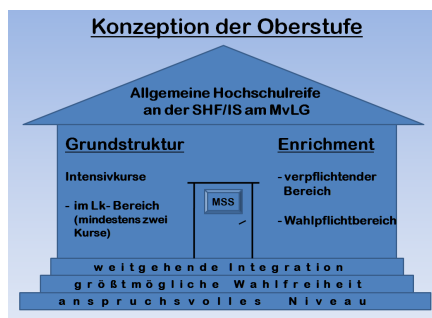 Konzeption der Oberstufe
Allgemeine Hochschulreife
an der SHF/IS am MvLG
Grundstruktur
Intensivkurse
- im Lk- Bereich
(mindestens zwei
Kurse)
Enrichment
- verpflichtender
Bereich
- Wahlpflichtbereich
MSS
weitgehende Integration
größtmögliche Wahlfreiheit
anspruchsvolles Niveau